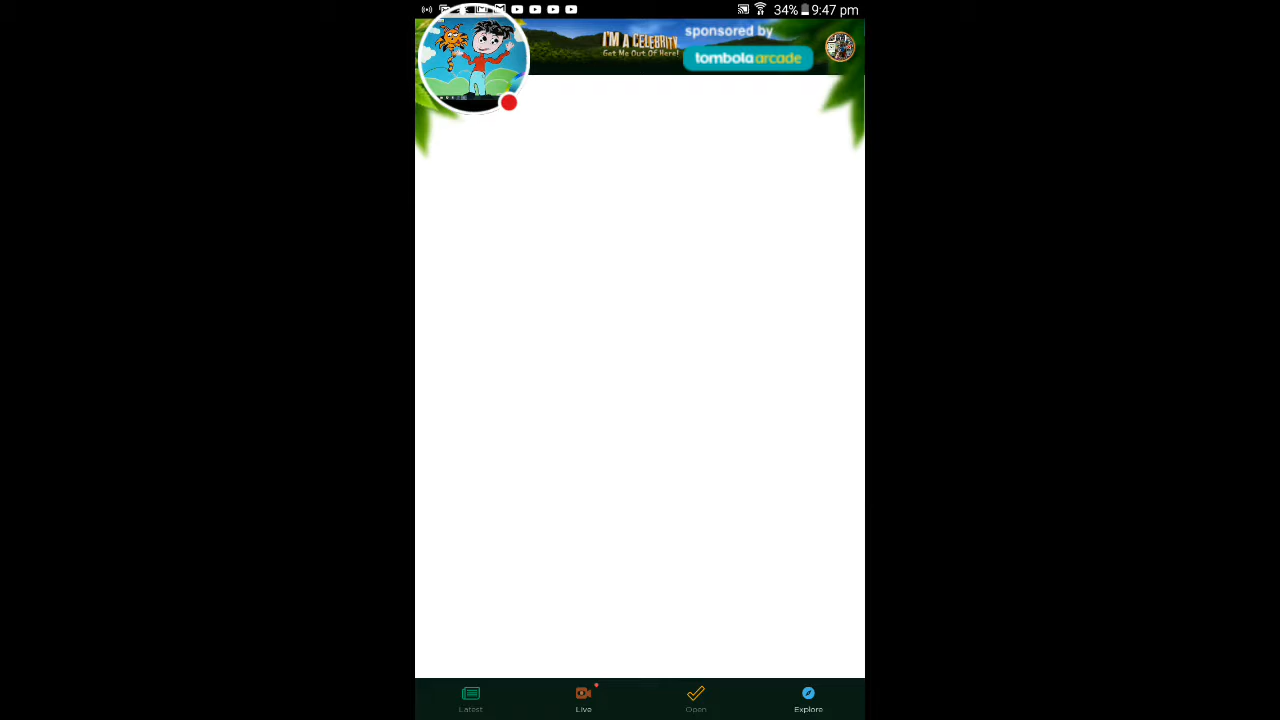 34% 9:47 pm
sponsored by
I'M A CELEBRITY
Get Me Out Of Here!
tombola arcade
Latest
Live
Open
Explore